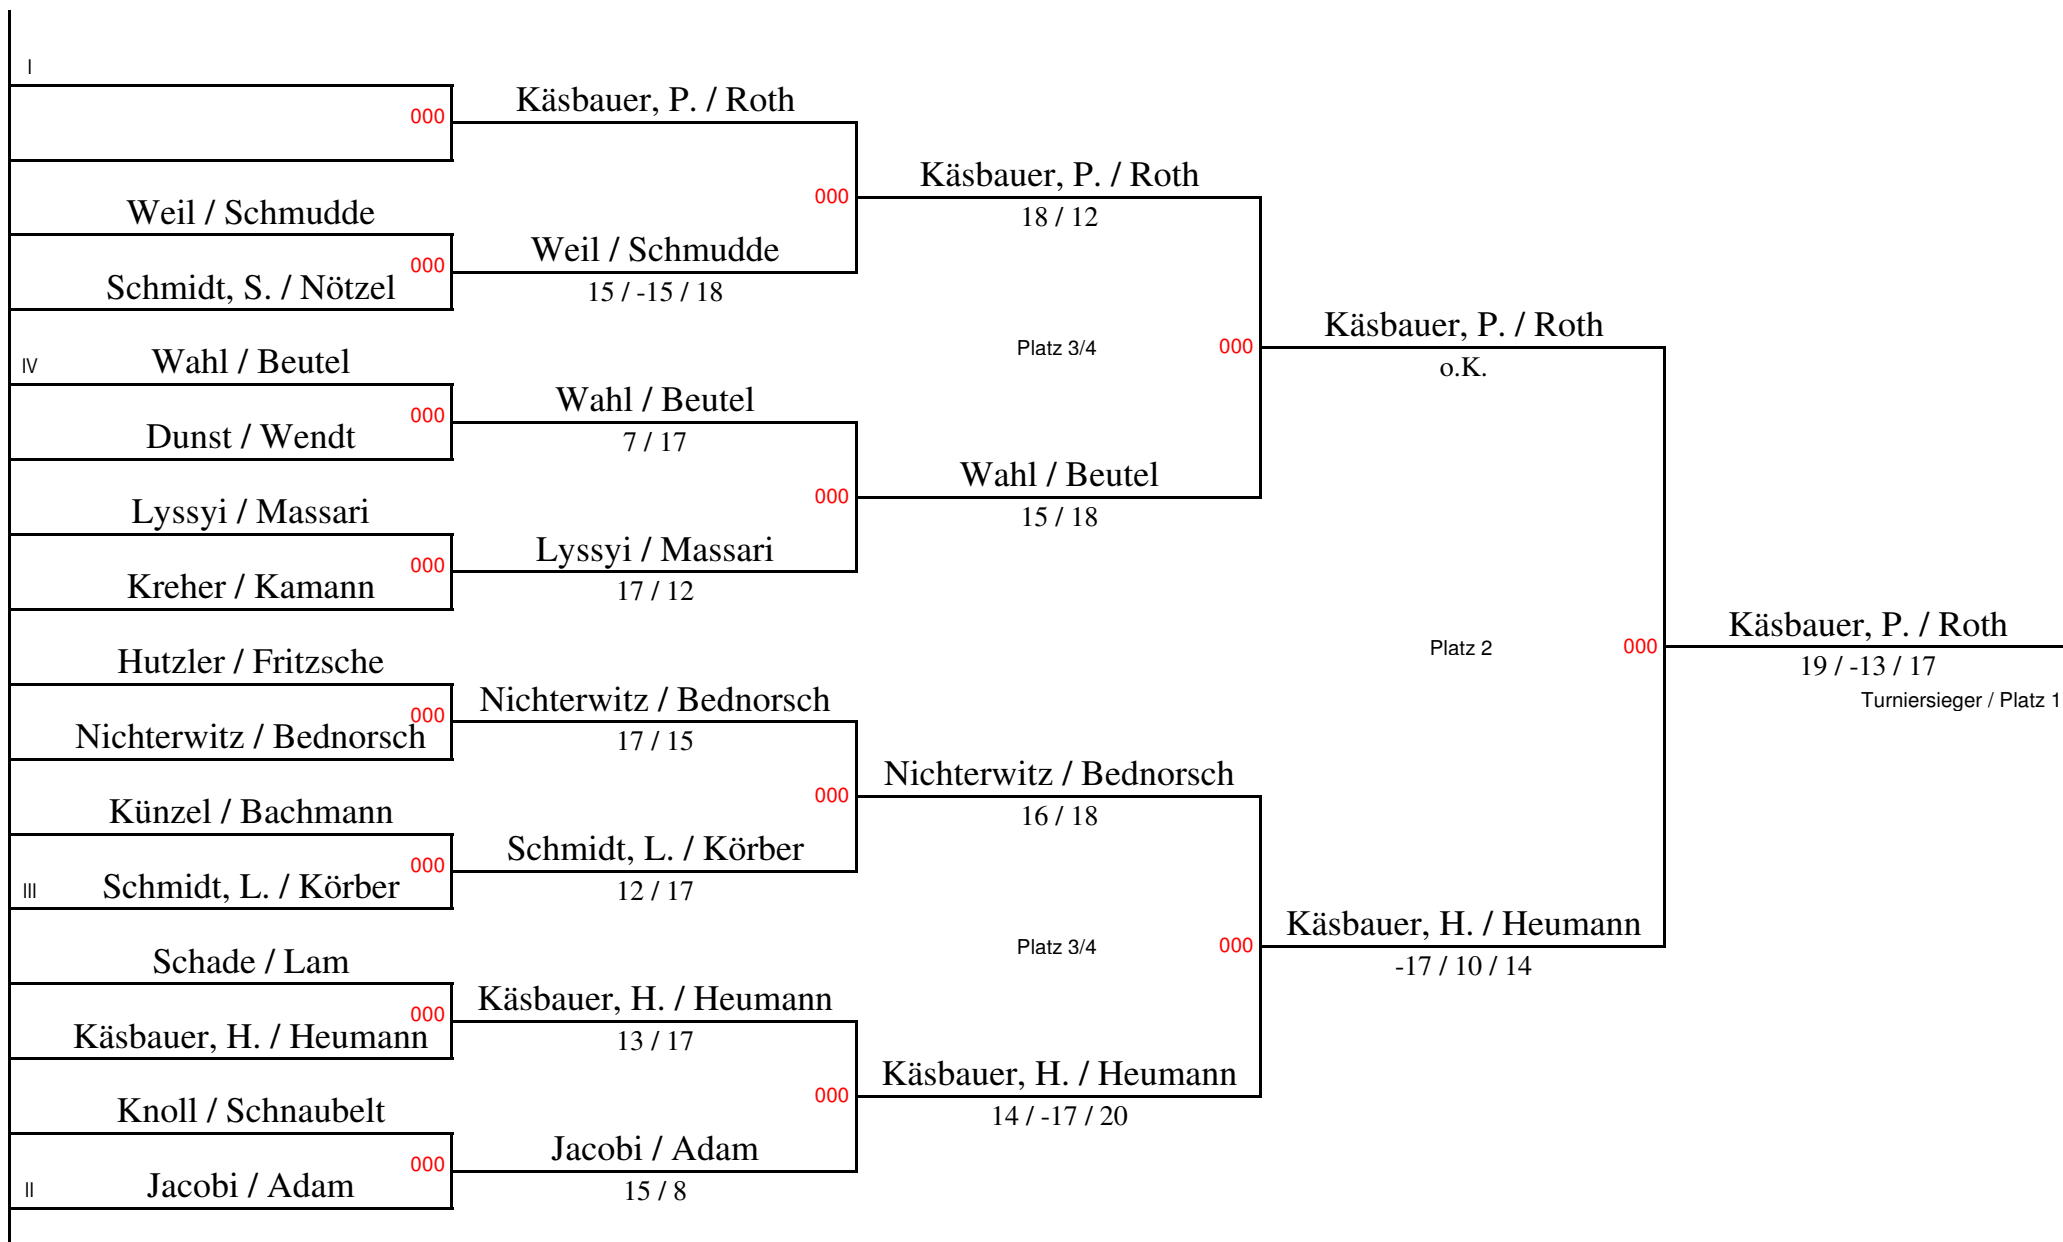 I
000
Käsbauer, P. / Roth
Weil / Schmudde
000
Schmidt, S. / Nötzel
Weil / Schmudde
15 / -15 / 18
000
Käsbauer, P. / Roth
18 / 12
IV
Wahl / Beutel
000
Dunst / Wendt
Wahl / Beutel
7 / 17
Lyssyi / Massari
000
Kreher / Kamann
Lyssyi / Massari
17 / 12
000
Wahl / Beutel
15 / 18
Platz 3/4
000
Käsbauer, P. / Roth
o.K.
Hutzler / Fritzsche
000
Nichterwitz / Bednorsch
Nichterwitz / Bednorsch
17 / 15
Künzel / Bachmann
000
III
Schmidt, L. / Körber
Schmidt, L. / Körber
12 / 17
000
Nichterwitz / Bednorsch
16 / 18
Schade / Lam
000
Käsbauer, H. / Heumann
Käsbauer, H. / Heumann
13 / 17
Knoll / Schnaubelt
000
II
Jacobi / Adam
Jacobi / Adam
15 / 8
000
Käsbauer, H. / Heumann
14 / -17 / 20
Platz 3/4
000
Käsbauer, H. / Heumann
-17 / 10 / 14
Platz 2
000
Käsbauer, P. / Roth
19 / -13 / 17
Turniersieger / Platz 1